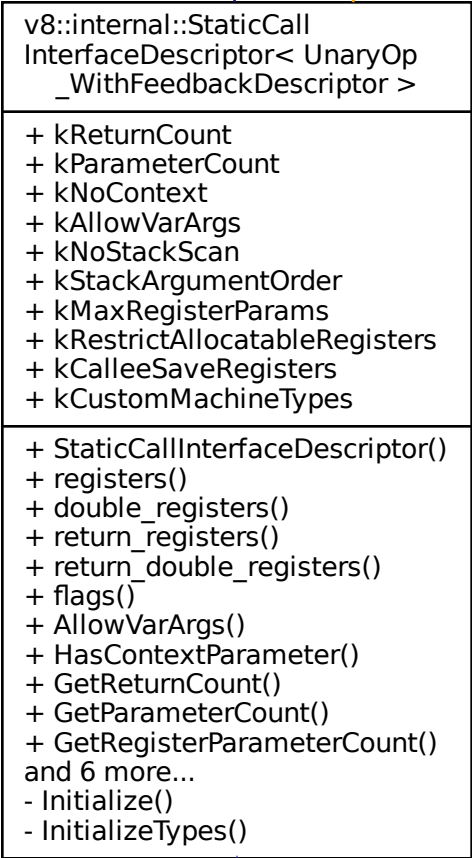 v8::internal::StaticCall
InterfaceDescriptor< UnaryOp
_WithFeedbackDescriptor >
+ kReturnCount
+ kParameterCount
+ kNoContext
+ kAllowVarArgs
+ kNoStackScan
+ kStackArgumentOrder
+ kMaxRegisterParams
+ kRestrictAllocatableRegisters
+ kCalleeSaveRegisters
+ kCustomMachineTypes
+ StaticCallInterfaceDescriptor()
+ registers()
+ double_registers()
+ return_registers()
+ return_double_registers()
+ flags()
+ AllowVarArgs()
+ HasContextParameter()
+ GetReturnCount()
+ GetParameterCount()
+ GetRegisterParameterCount()
and 6 more...
- Initialize()
- InitializeTypes()